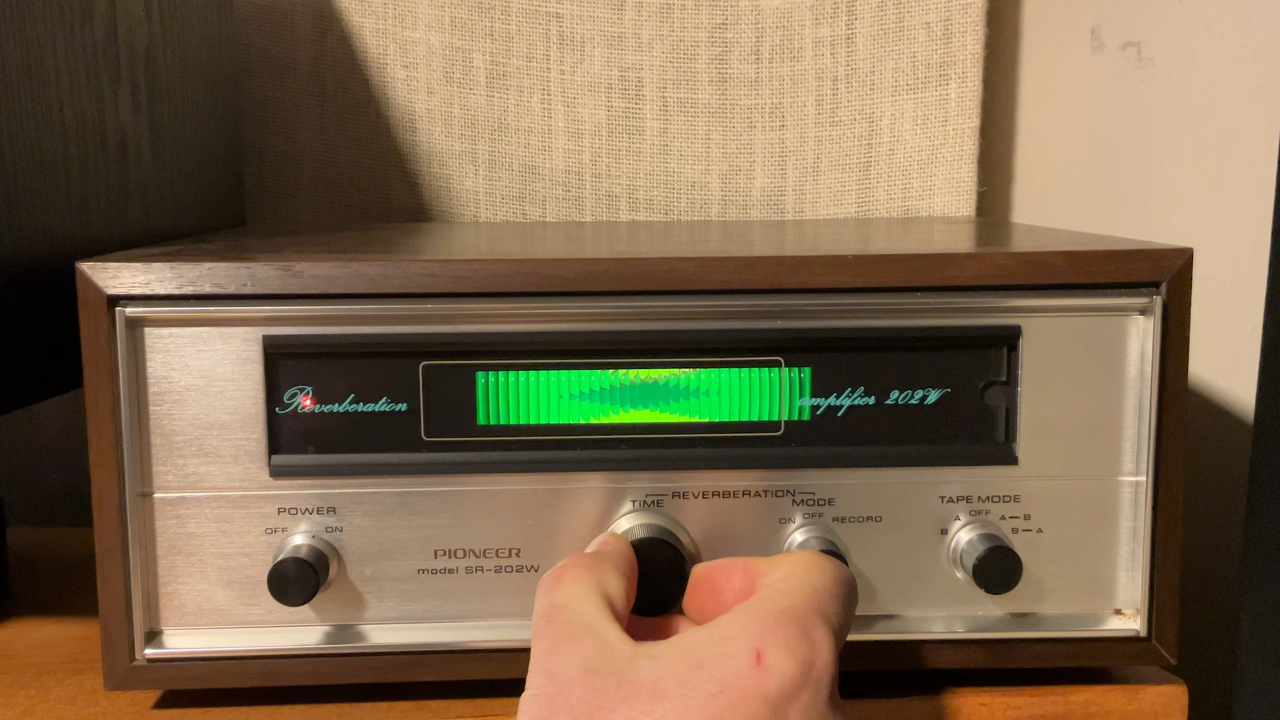 Reverberation amplifier 202W
REVERBERATION
POWER TIME MODE TAPE MODE
OFF ON ON OFF RECORD B A OFF A-B B-A
PIONEER
model SR-202W